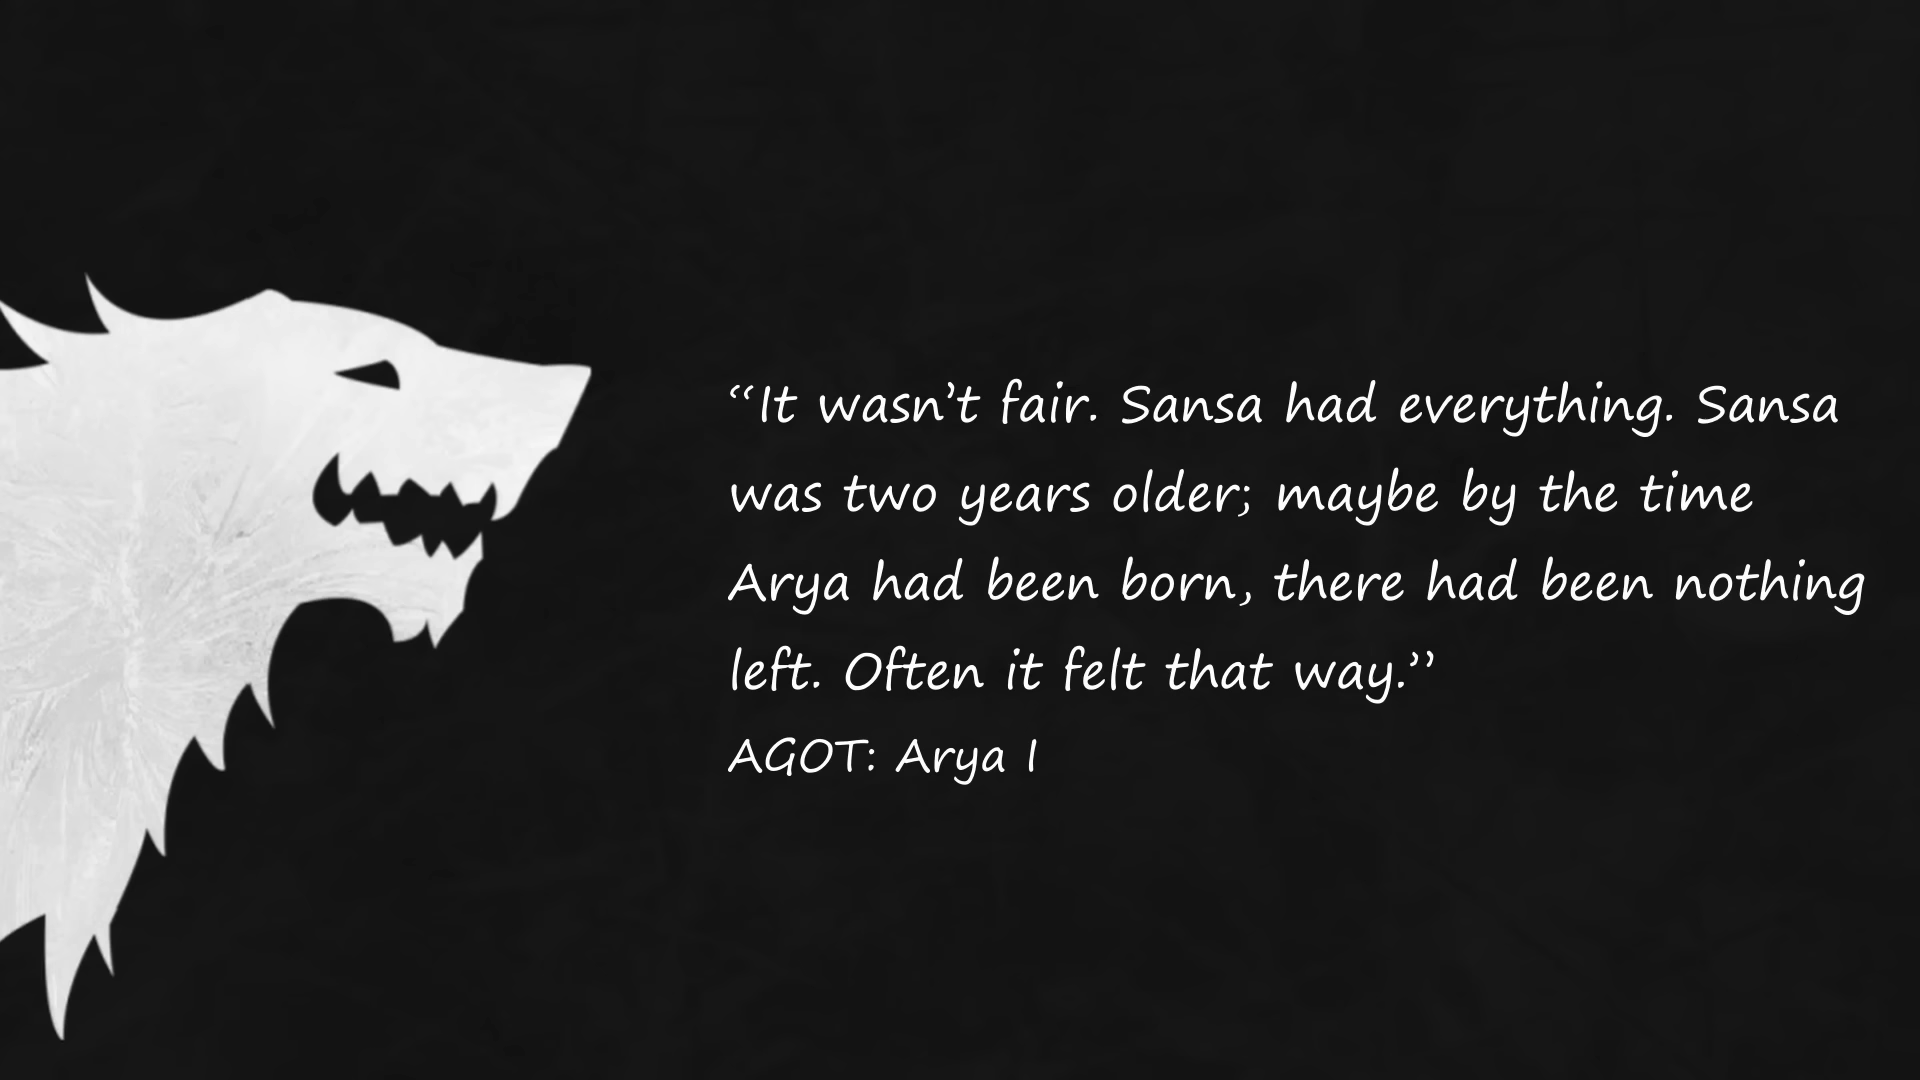 “It wasn’t fair. Sansa had everything. Sansa
was two years older; maybe by the time
Arya had been born, there had been nothing
left. Often it felt that way.”
AGOT: Arya I